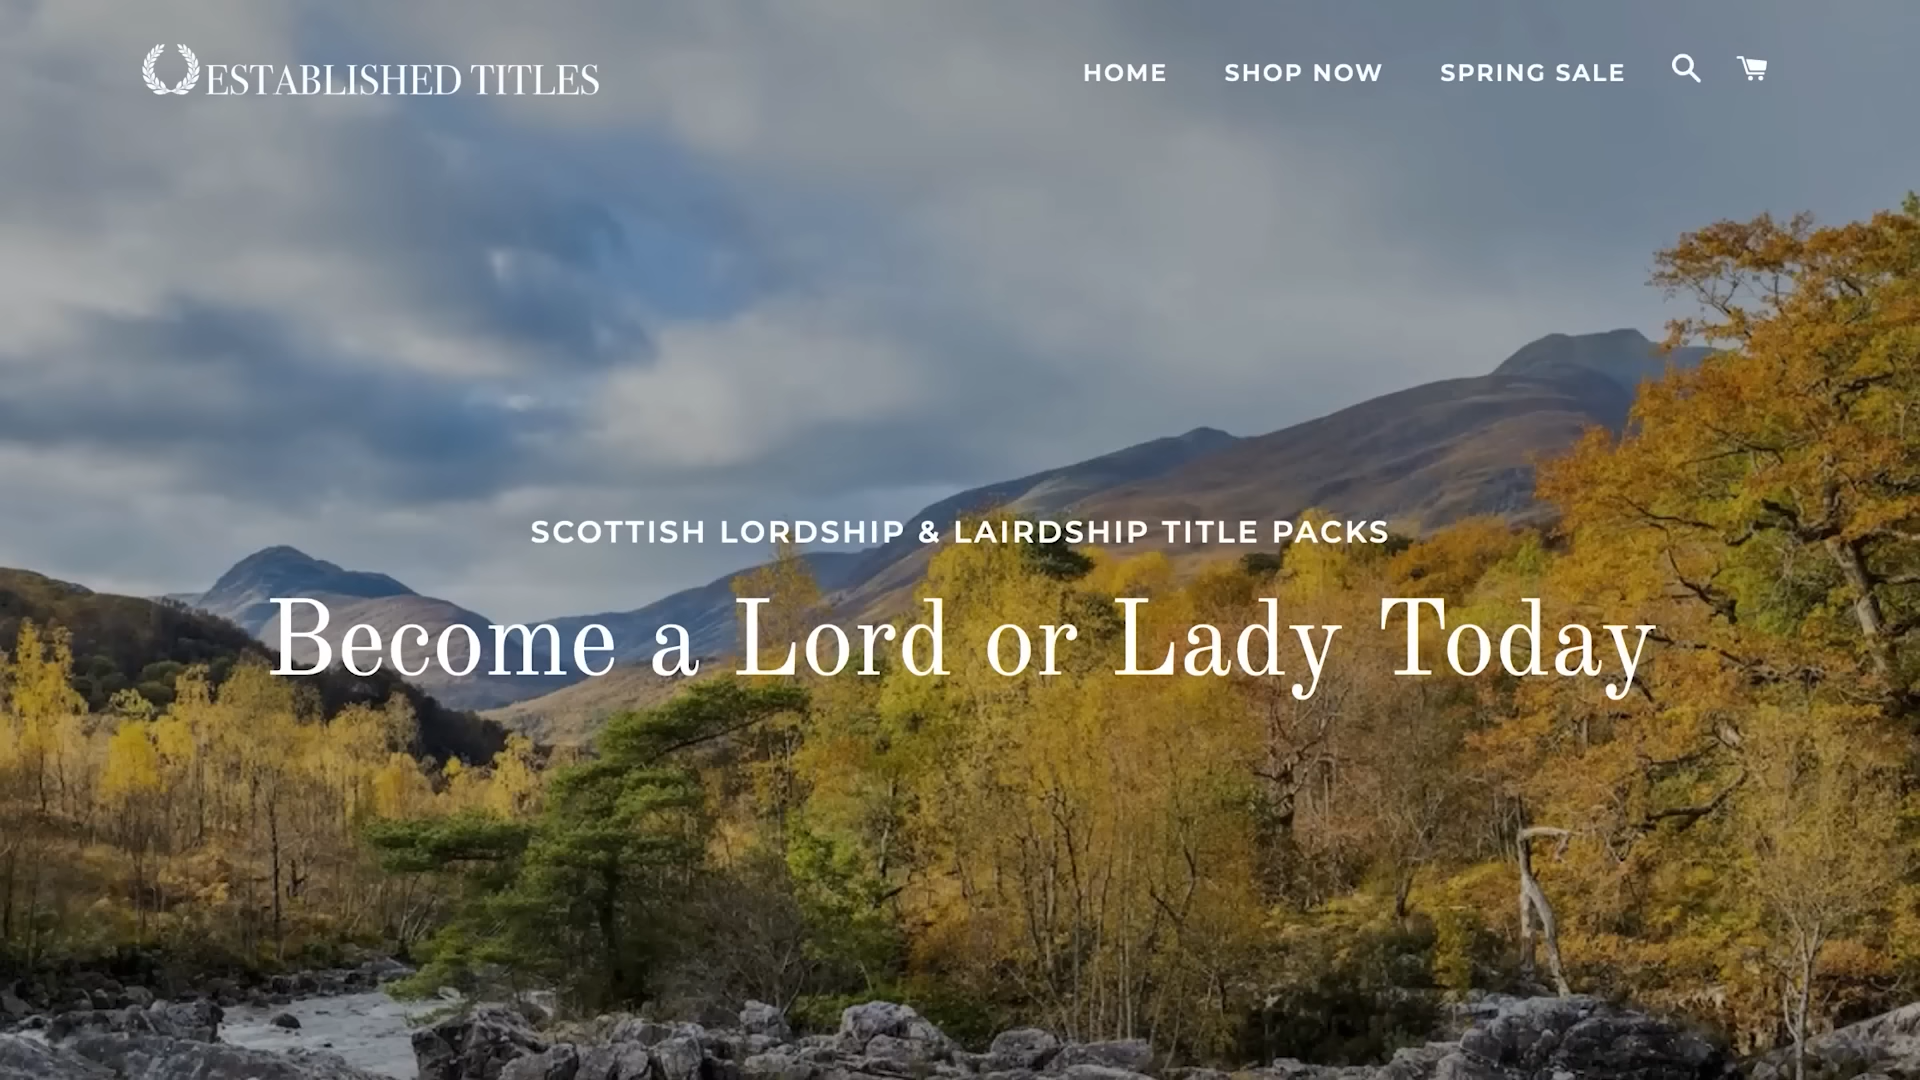 ESTABLISHED TITLES
HOME SHOP NOW SPRING SALE
SCOTTISH LORDSHIP & LAIRDSHIP TITLE PACKS
Become a Lord or Lady Today